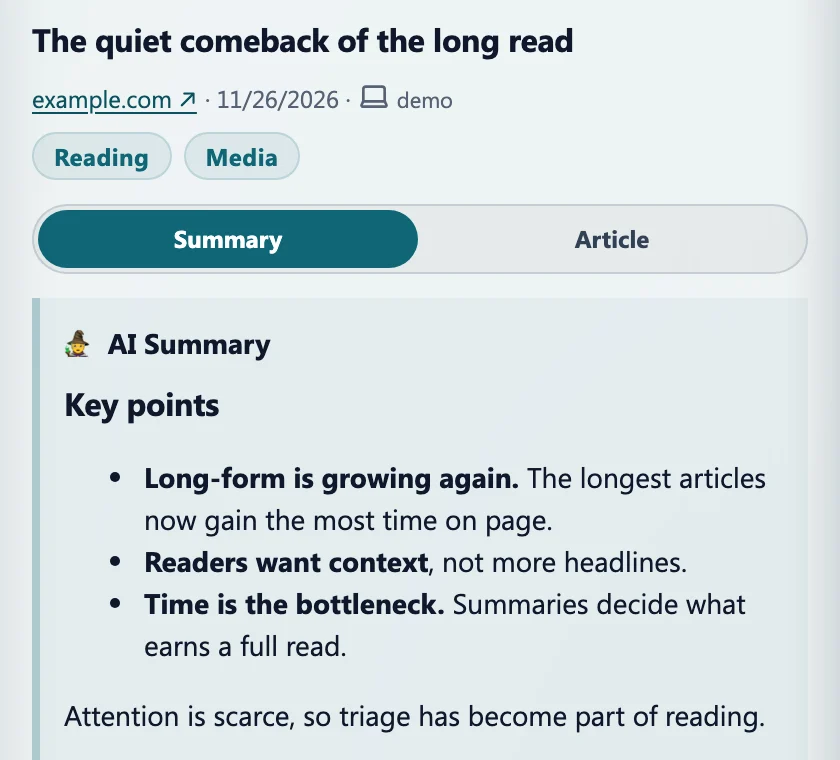 The quiet comeback of the long read
example.com ↗ · 11/26/2026 · demo
Reading Media
Summary Article
AI Summary
Key points
• Long-form is growing again. The longest articles
now gain the most time on page.
• Readers want context, not more headlines.
• Time is the bottleneck. Summaries decide what
earns a full read.
Attention is scarce, so triage has become part of reading.